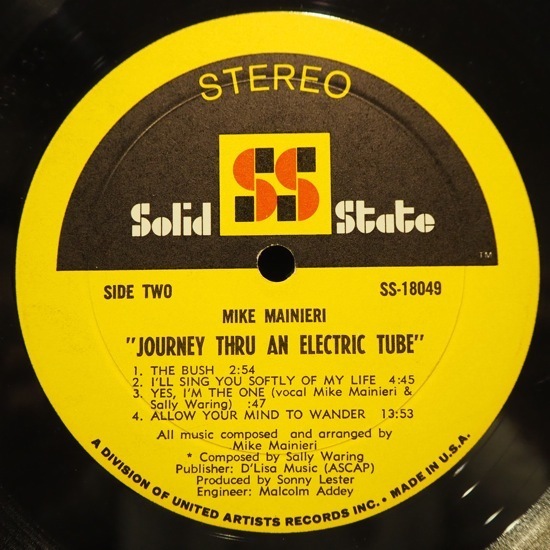 STEREO
SS
Solid State
TM
SIDE TWO SS-18049
MIKE MAINIERI
"JOURNEY THRU AN ELECTRIC TUBE"
1. THE BUSH 2:54
2. I'LL SING YOU SOFTLY OF MY LIFE 4:45
3. YES, I'M THE ONE (vocal Mike Mainieri &
Sally Waring) :47
4. ALLOW YOUR MIND TO WANDER 13:53
All music composed and arranged by
Mike Mainieri
* Composed by Sally Waring
Publisher: D'Lisa Music (ASCAP)
Produced by Sonny Lester
Engineer: Malcolm Addey
A DIVISION OF UNITED ARTISTS RECORDS INC. • MADE IN U.S.A.